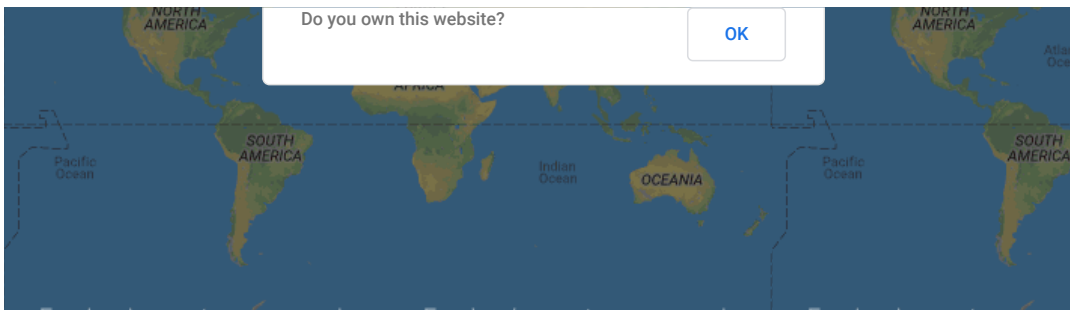 NORTH
AMERICA
Do you own this website?
OK
NORTH
AMERICA
AFRICA
SOUTH
AMERICA
Pacific
Ocean
Indian
Ocean
OCEANIA
Pacific
Ocean
SOUTH
AMERICA